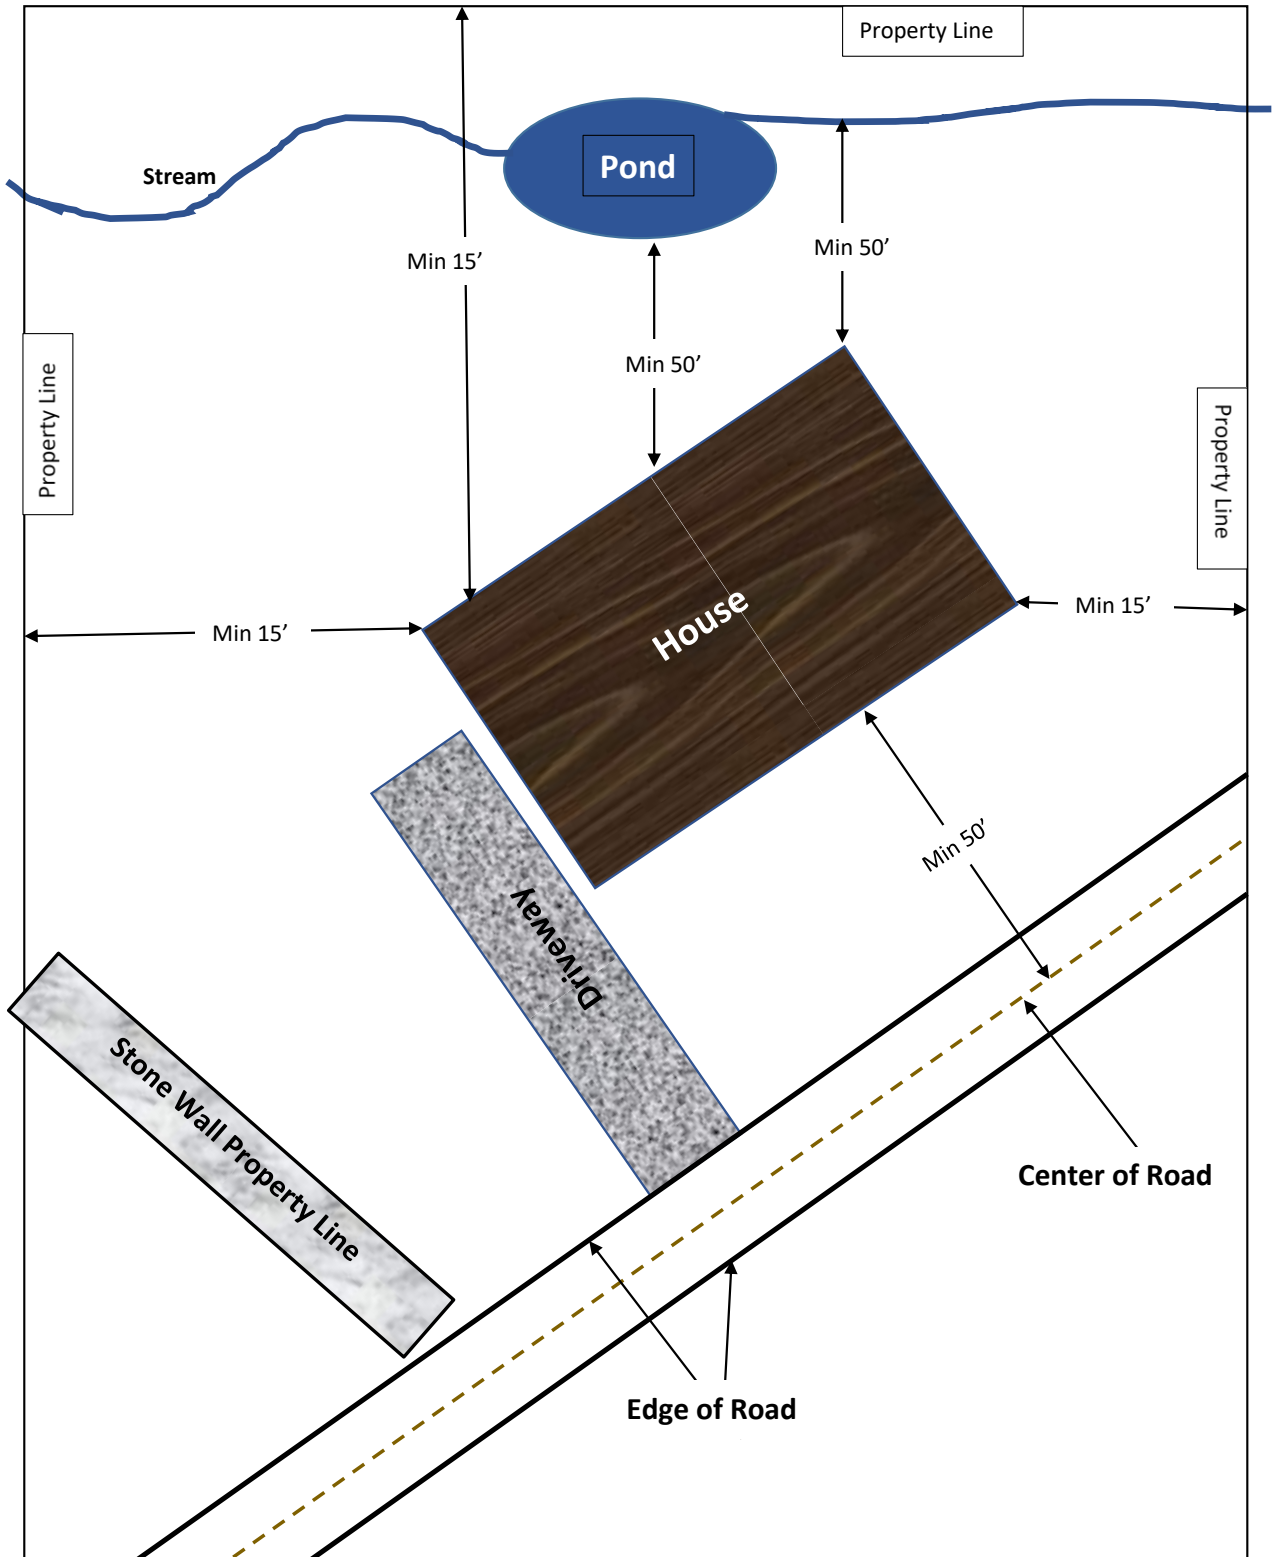 Property Line
Pond
Stream
Min 15’
Min 50’
Min 50’
Property Line
Property Line
House
Min 15’
Min 15’
Min 50’
Driveway
Stone Wall Property Line
Center of Road
Edge of Road